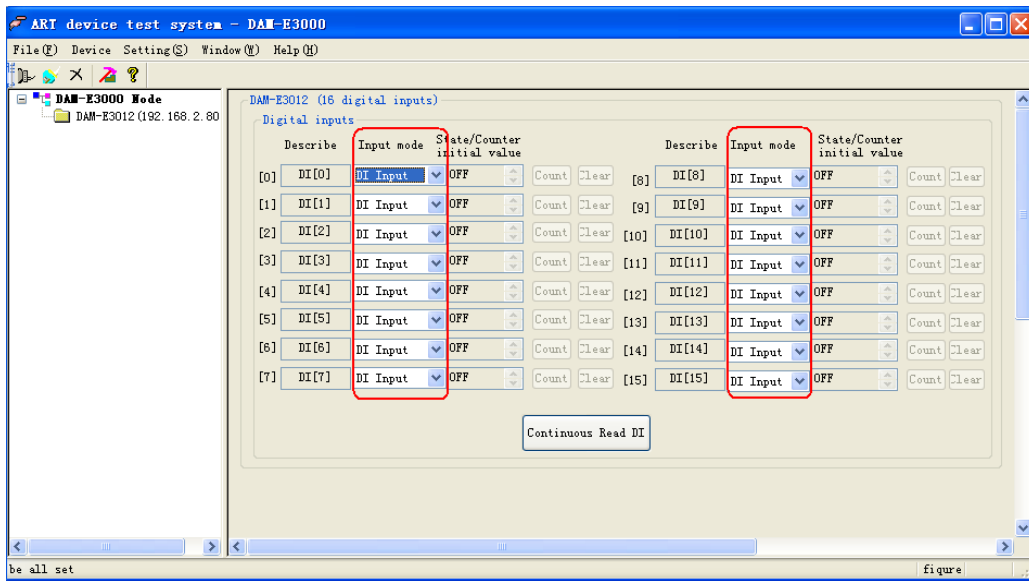 ART device test system - DAM-E3000
File(F) Device Setting(S) Window(W) Help(H)
DAM-E3000 Node
DAM-E3012(192.168.2.80
DAM-E3012 (16 digital inputs)
Digital inputs
Describe Input mode State/Counter initial value Describe Input mode State/Counter initial value
[0] DI[0] DI Input OFF Count Clear [8] DI[8] DI Input OFF Count Clear
[1] DI[1] DI Input OFF Count Clear [9] DI[9] DI Input OFF Count Clear
[2] DI[2] DI Input OFF Count Clear [10] DI[10] DI Input OFF Count Clear
[3] DI[3] DI Input OFF Count Clear [11] DI[11] DI Input OFF Count Clear
[4] DI[4] DI Input OFF Count Clear [12] DI[12] DI Input OFF Count Clear
[5] DI[5] DI Input OFF Count Clear [13] DI[13] DI Input OFF Count Clear
[6] DI[6] DI Input OFF Count Clear [14] DI[14] DI Input OFF Count Clear
[7] DI[7] DI Input OFF Count Clear [15] DI[15] DI Input OFF Count Clear
Continuous Read DI
be all set fiqure